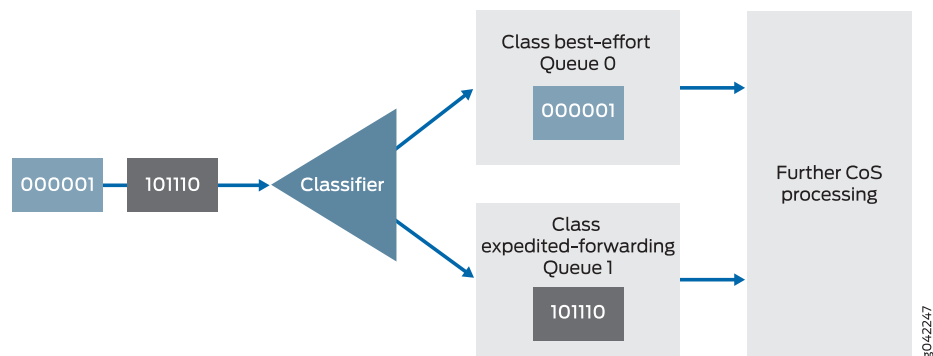 000001
101110
Classifier
Class best-effort
Queue 0
000001
Class
expedited-forwarding
Queue 1
101110
Further CoS
processing
g042247